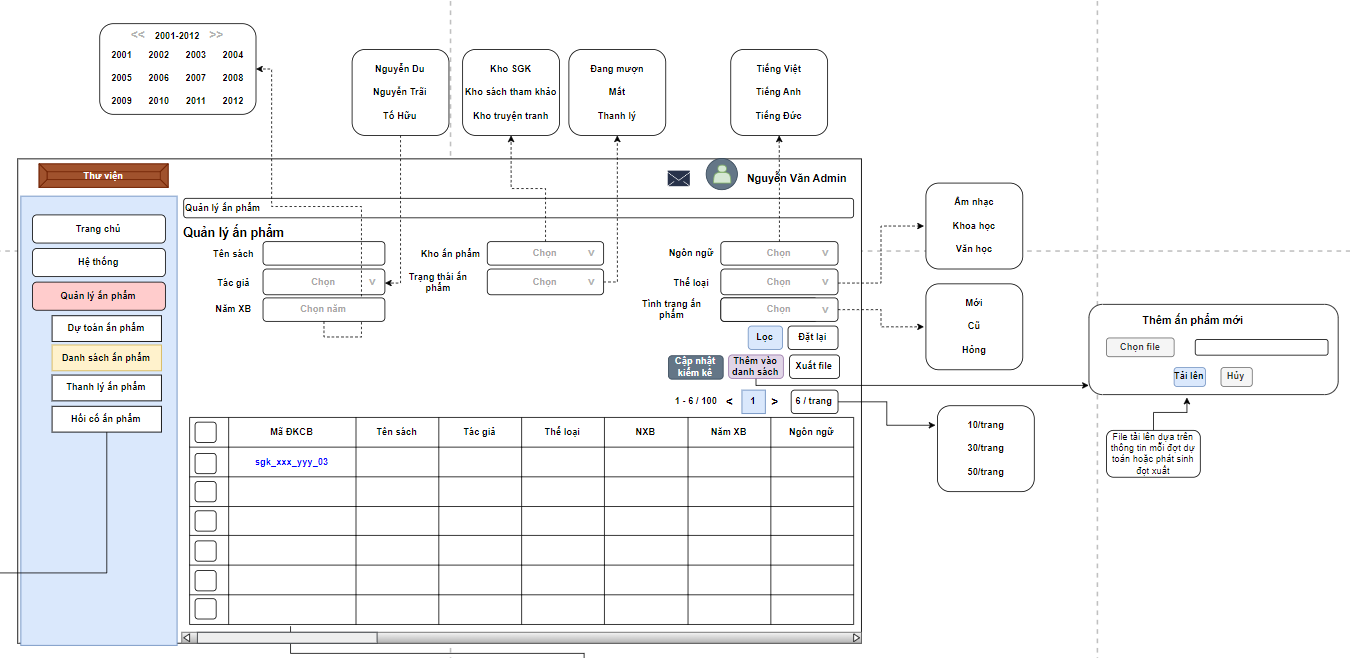 << 2001-2012 >>
2001 2002 2003 2004
2005 2006 2007 2008
2009 2010 2011 2012
Nguyễn Du
Nguyễn Trãi
Tố Hữu
Kho SGK
Kho sách tham khảo
Kho truyện tranh
Đang mượn
Mất
Thanh lý
Tiếng Việt
Tiếng Anh
Tiếng Đức
Thư viện
Nguyễn Văn Admin
Trang chủ
Hệ thống
Quản lý ấn phẩm
Dự toán ấn phẩm
Danh sách ấn phẩm
Thanh lý ấn phẩm
Hồi cố ấn phẩm
Quản lý ấn phẩm
Quản lý ấn phẩm
Tên sách
Kho ấn phẩm Chọn V
Ngôn ngữ Chọn V
Tác giả Chọn V
Trạng thái ấn
phẩm
Chọn V
Thể loại Chọn V
Năm XB Chọn năm
Tình trạng ấn
phẩm
Chọn V
Lọc Đặt lại
Cập nhật
kiểm kê
Thêm vào
danh sách
Xuất file
1 - 6 / 100 < 1 > 6 / trang
Mã ĐKCB Tên sách Tác giả Thể loại NXB Năm XB Ngôn ngữ
sgk_xxx_yyy_03
Âm nhạc
Khoa học
Văn học
Mới
Cũ
Hỏng
10/trang
30/trang
50/trang
Thêm ấn phẩm mới
Chọn file
Tải lên Hủy
File tải lên dựa trên
thông tin mỗi đợt dự
toán hoặc phát sinh
đợt xuất